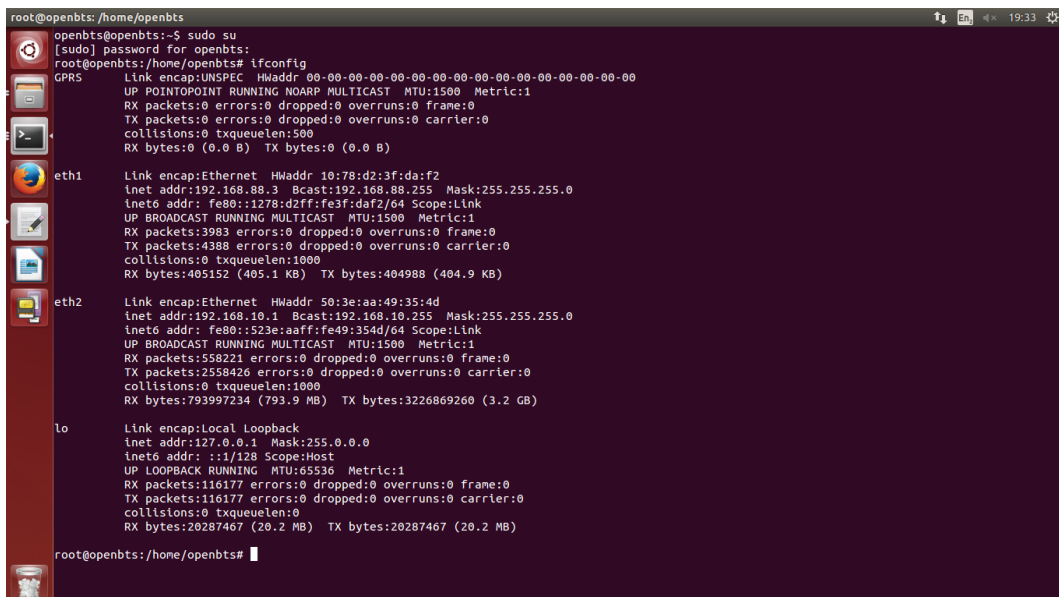 root@openbts: /home/openbts
En
19:33
openbts@openbts:~$ sudo su
[sudo] password for openbts:
root@openbts:/home/openbts# ifconfig
GPRS Link encap:UNSPEC HWaddr 00-00-00-00-00-00-00-00-00-00-00-00-00-00-00-00
UP POINTOPOINT RUNNING NOARP MULTICAST MTU:1500 Metric:1
RX packets:0 errors:0 dropped:0 overruns:0 frame:0
TX packets:0 errors:0 dropped:0 overruns:0 carrier:0
collisions:0 txqueuelen:500
RX bytes:0 (0.0 B) TX bytes:0 (0.0 B)
eth1 Link encap:Ethernet HWaddr 10:78:d2:3f:da:f2
inet addr:192.168.88.3 Bcast:192.168.88.255 Mask:255.255.255.0
inet6 addr: fe80::1278:d2ff:fe3f:daf2/64 Scope:Link
UP BROADCAST RUNNING MULTICAST MTU:1500 Metric:1
RX packets:3983 errors:0 dropped:0 overruns:0 frame:0
TX packets:4388 errors:0 dropped:0 overruns:0 carrier:0
collisions:0 txqueuelen:1000
RX bytes:405152 (405.1 KB) TX bytes:404988 (404.9 KB)
eth2 Link encap:Ethernet HWaddr 50:3e:aa:49:35:4d
inet addr:192.168.10.1 Bcast:192.168.10.255 Mask:255.255.255.0
inet6 addr: fe80::523e:aaff:fe49:354d/64 Scope:Link
UP BROADCAST RUNNING MULTICAST MTU:1500 Metric:1
RX packets:558221 errors:0 dropped:0 overruns:0 frame:0
TX packets:2558426 errors:0 dropped:0 overruns:0 carrier:0
collisions:0 txqueuelen:1000
RX bytes:793997234 (793.9 MB) TX bytes:3226869260 (3.2 GB)
lo Link encap:Local Loopback
inet addr:127.0.0.1 Mask:255.0.0.0
inet6 addr: ::1/128 Scope:Host
UP LOOPBACK RUNNING MTU:65536 Metric:1
RX packets:116177 errors:0 dropped:0 overruns:0 frame:0
TX packets:116177 errors:0 dropped:0 overruns:0 carrier:0
collisions:0 txqueuelen:0
RX bytes:20287467 (20.2 MB) TX bytes:20287467 (20.2 MB)
root@openbts:/home/openbts#